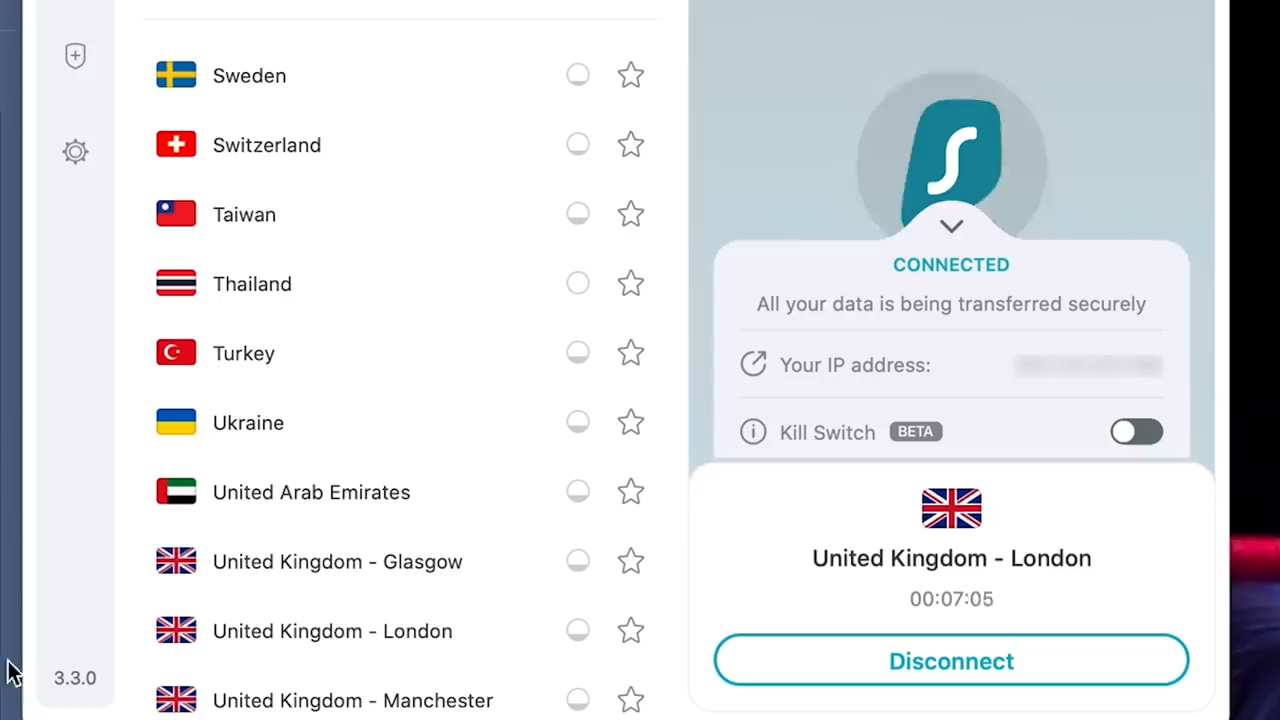 Sweden
Switzerland
Taiwan
Thailand
Turkey
Ukraine
United Arab Emirates
United Kingdom - Glasgow
United Kingdom - London
United Kingdom - Manchester
3.3.0
CONNECTED
All your data is being transferred securely
Your IP address:
Kill Switch BETA
United Kingdom - London
00:07:05
Disconnect